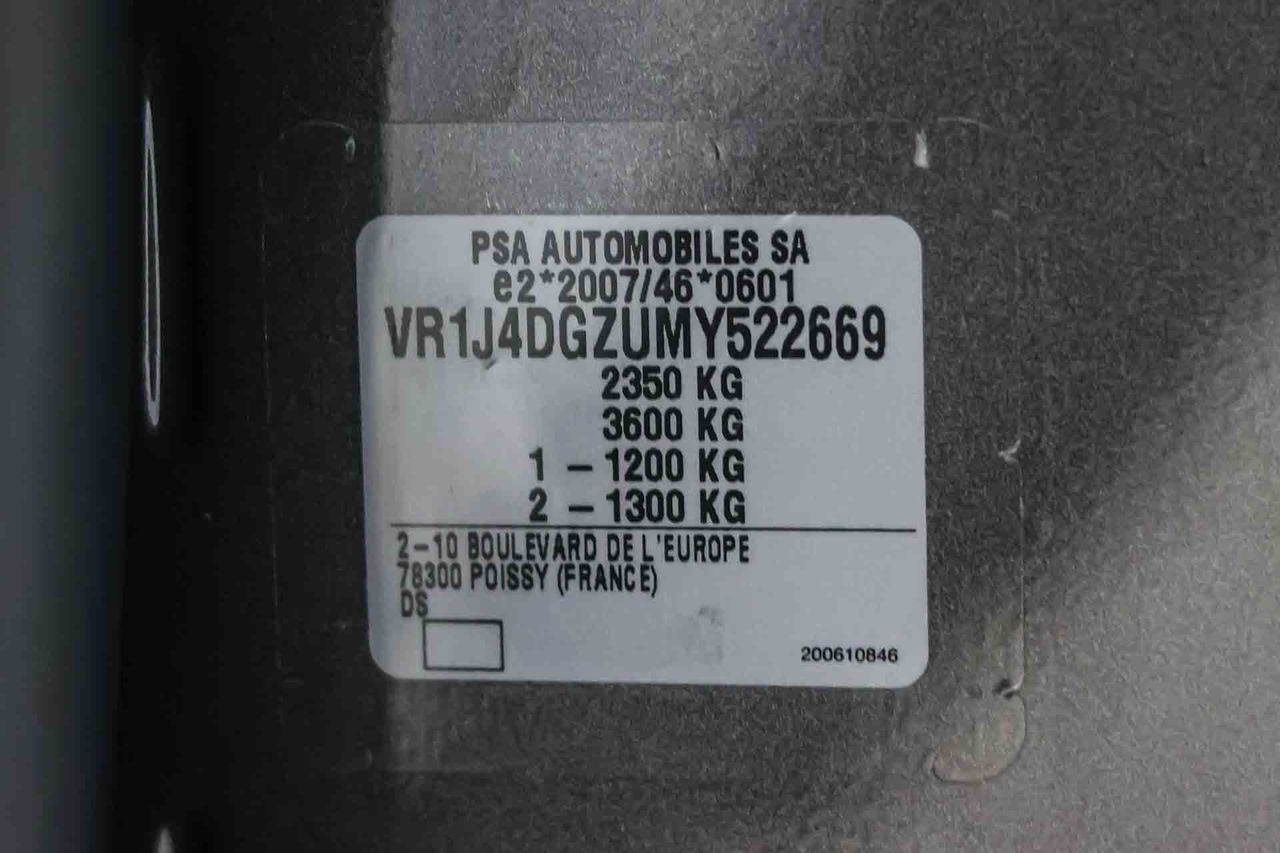 PSA AUTOMOBILES SA
e2*2007/46*0601
VR1J4DGZUMY522669
2350 KG
3600 KG
1 – 1200 KG
2 – 1300 KG
2–10 BOULEVARD DE L'EUROPE
78300 POISSY (FRANCE)
DS
200610846